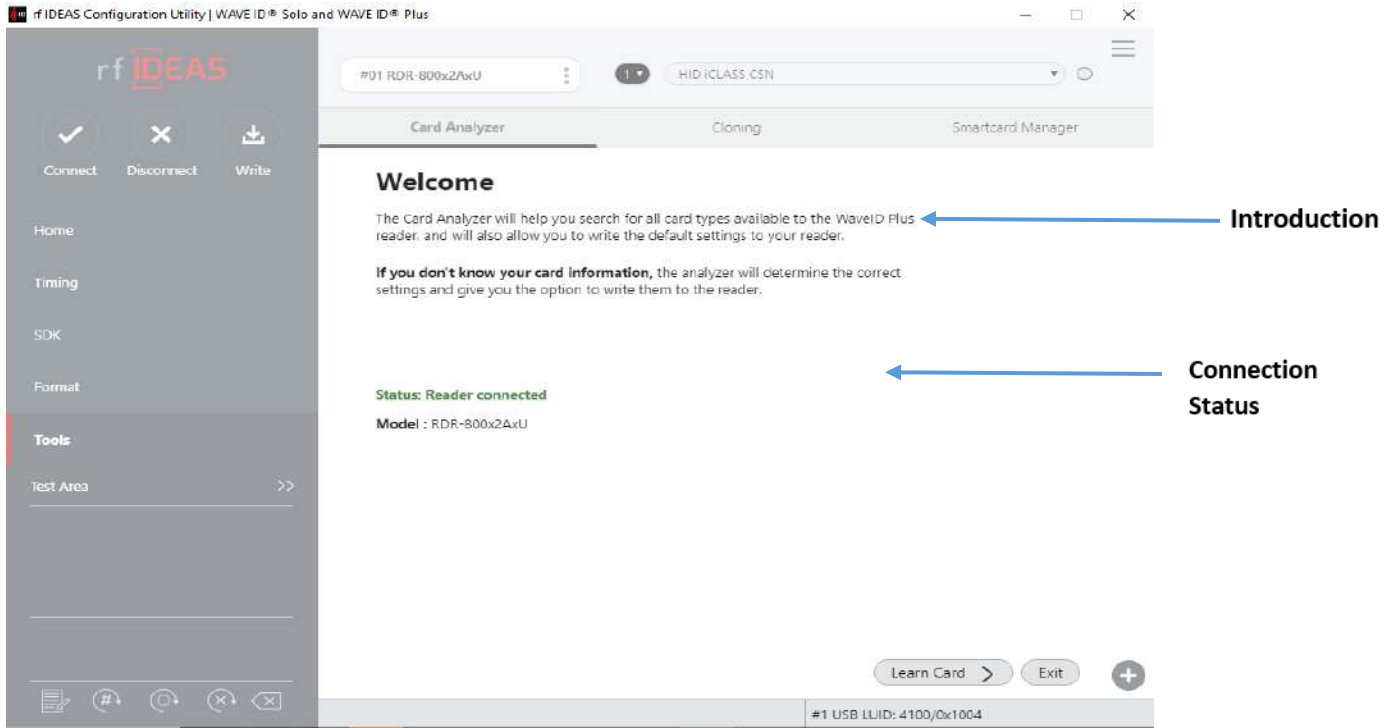 rf IDEAS Configuration Utility | WAVE ID® Solo and WAVE ID® Plus
rf IDEAS
#01 RDR-800x2AxU
1
HID iCLASS CSN
Connect
Disconnect
Write
Card Analyzer
Cloning
Smartcard Manager
Home
Timing
SDK
Format
Tools
Test Area >>
Welcome
The Card Analyzer will help you search for all card types available to the WaveID Plus
reader, and will also allow you to write the default settings to your reader.
If you don't know your card information, the analyzer will determine the correct
settings and give you the option to write them to the reader.
Status: Reader connected
Model : RDR-800x2AxU
Introduction
Connection
Status
Learn Card >
Exit
#1 USB LUID: 4100/0x1004